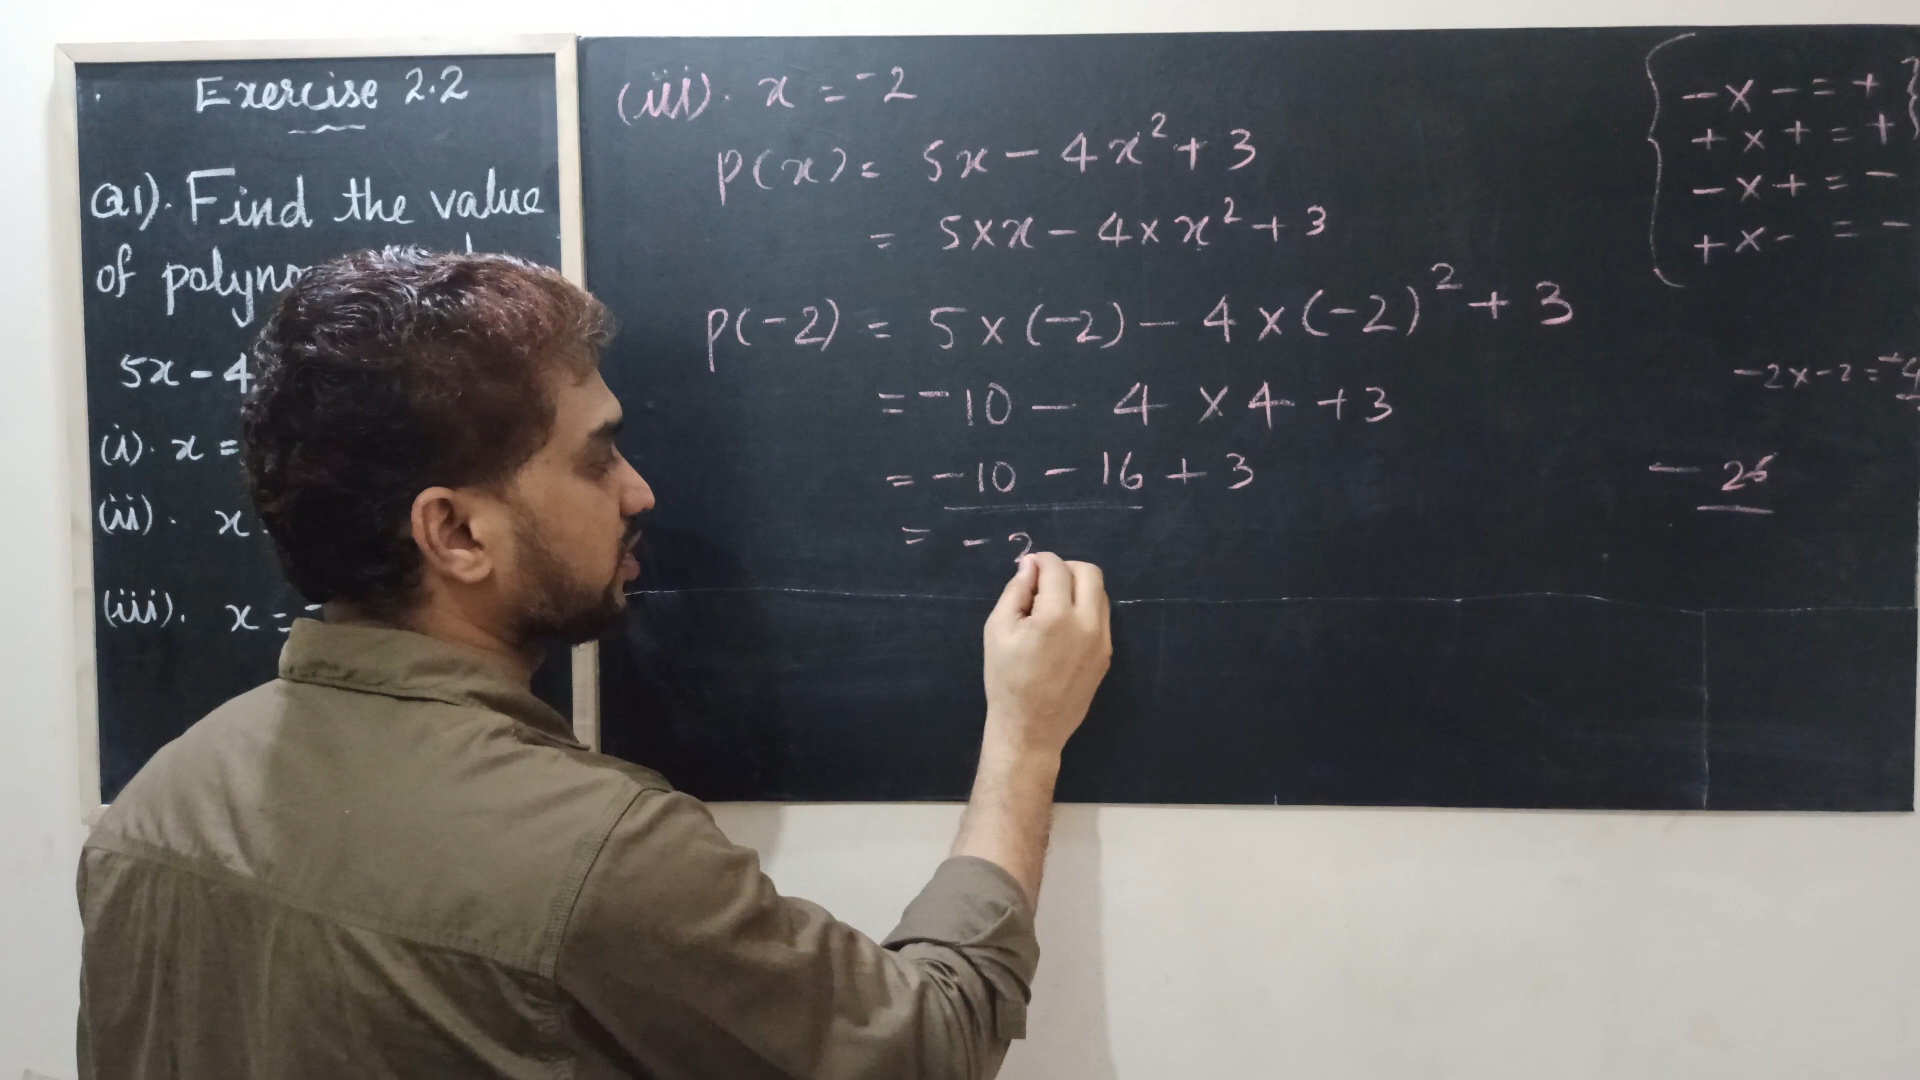 Exercise 2.2
Q1). Find the value
of
5x - 4
(i). x =
(ii). x
(iii). x = -
(iii). x = -2
p(x) = 5x - 4x² + 3
= 5×x - 4×x² + 3
p(-2) = 5×(-2) - 4×(-2)² + 3
= -10 - 4 × 4 + 3
= -10 - 16 + 3
= - 2
- × - = +
+ × + = +
- × + = -
+ × - = -
-2×-2=+4
- 26